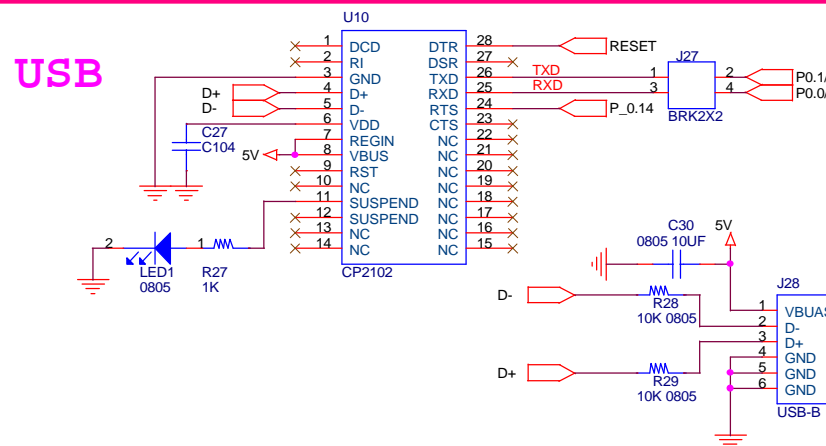 USB
U10
1 DCD DTR 28 RESET
2 RI DSR 27
3 GND TXD 26 TXD
D+ 4 D+ RXD 25 RXD
D- 5 D- RTS 24 P_0.14
6 VDD CTS 23
7 REGIN NC 22
5V 8 VBUS NC 21
9 RST NC 20
10 NC NC 19
11 SUSPEND NC 18
12 SUSPEND NC 17
13 NC NC 16
14 NC NC 15
CP2102
C27
C104
J27
1 2 P0.1/
3 4 P0.0/
BRK2X2
2 1
LED1
0805
R27
1K
C30
0805 10UF
5V
D-
R28
10K 0805
D+
R29
10K 0805
J28
1 VBUAS
2 D-
3 D+
4 GND
5 GND
6 GND
USB-B